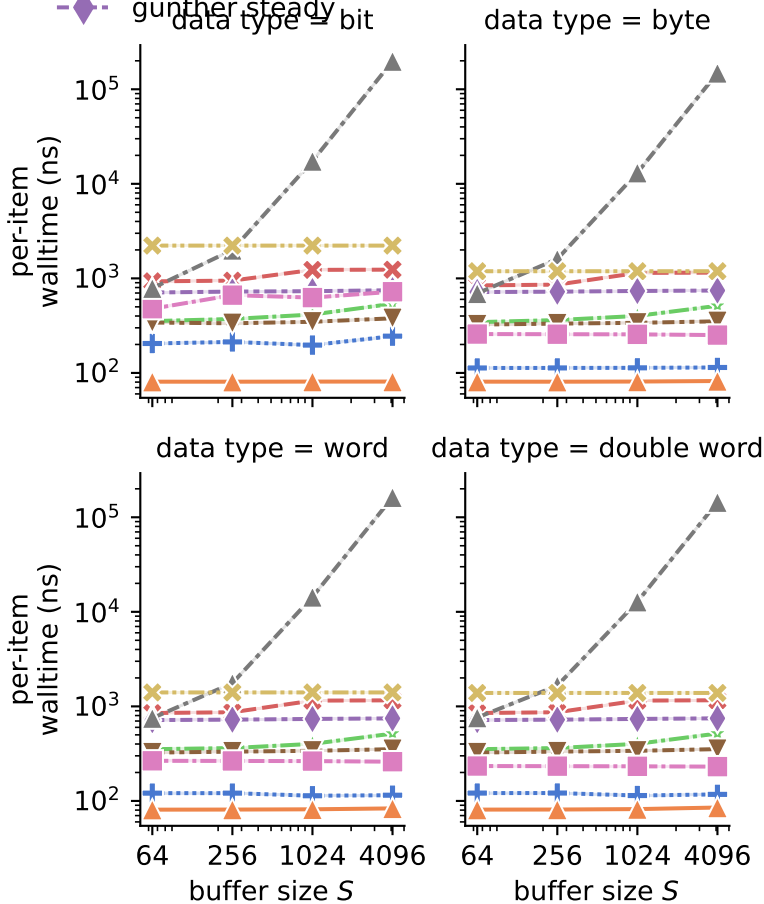 gunther steady
data type = bit
data type = byte
per-item
walltime (ns)
10^5
10^4
10^3
10^2
data type = word
data type = double word
per-item
walltime (ns)
10^5
10^4
10^3
10^2
64 256 1024 4096
64 256 1024 4096
buffer size S
buffer size S